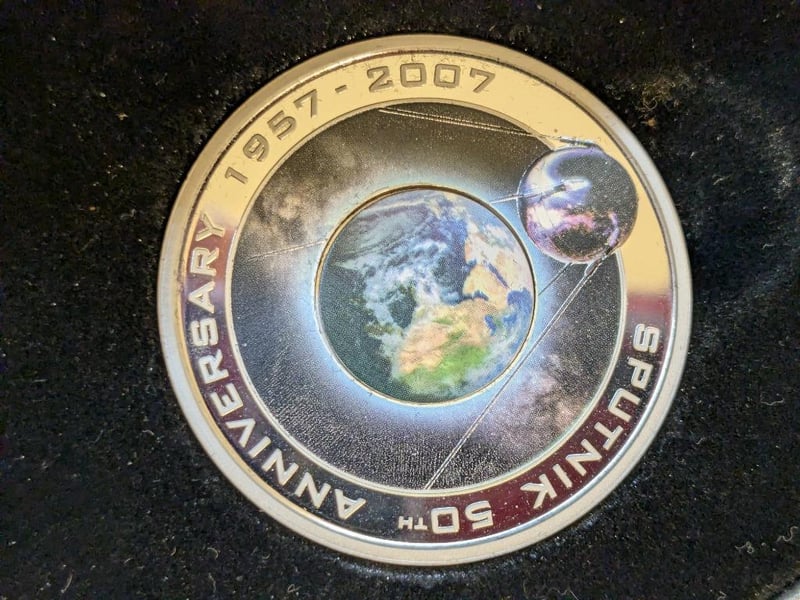 1957 - 2007
SPUTNIK 50TH ANNIVERSARY